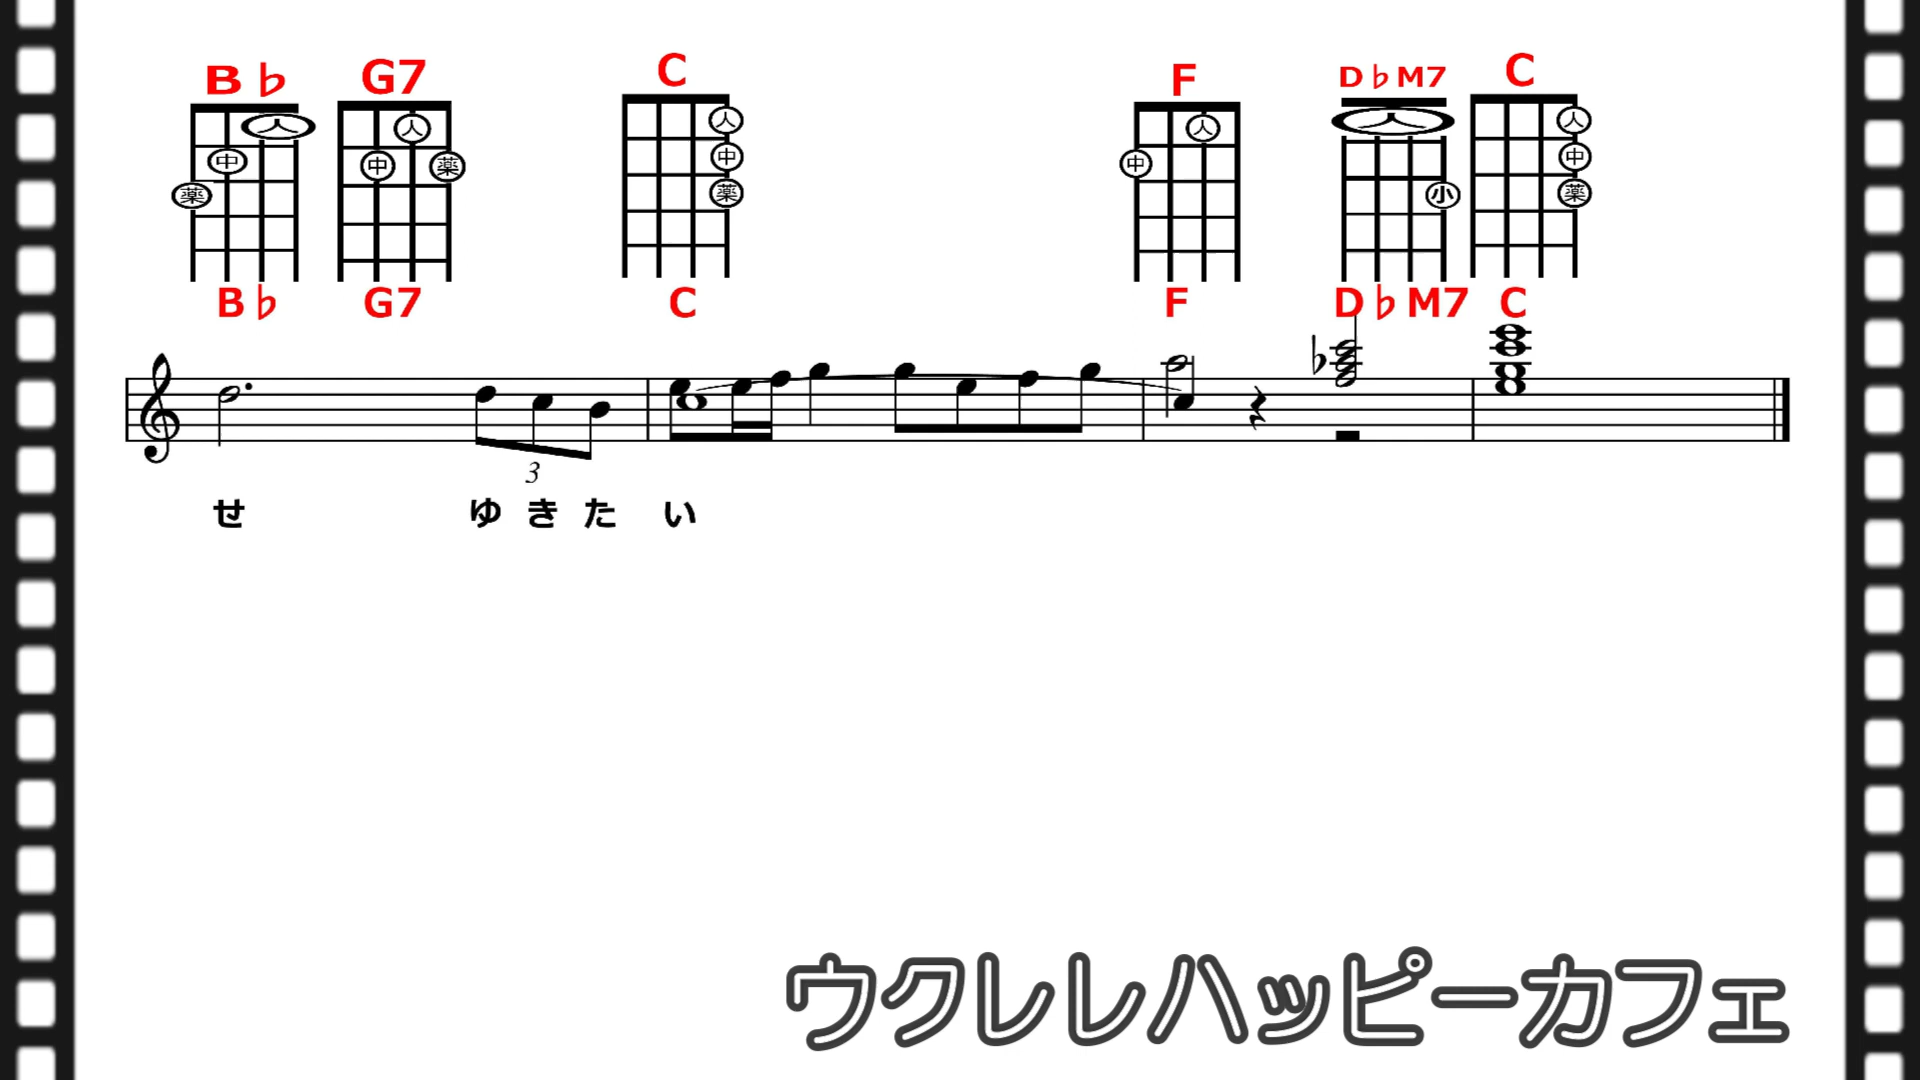 B♭ G7 C F D♭M7 C
人 人 人 人 人 人
中 中 中 中 中
薬 薬 薬 小 薬
B♭ G7 C F D♭M7 C
3
せ ゆ き た い
ウクレレハッピーカフェ